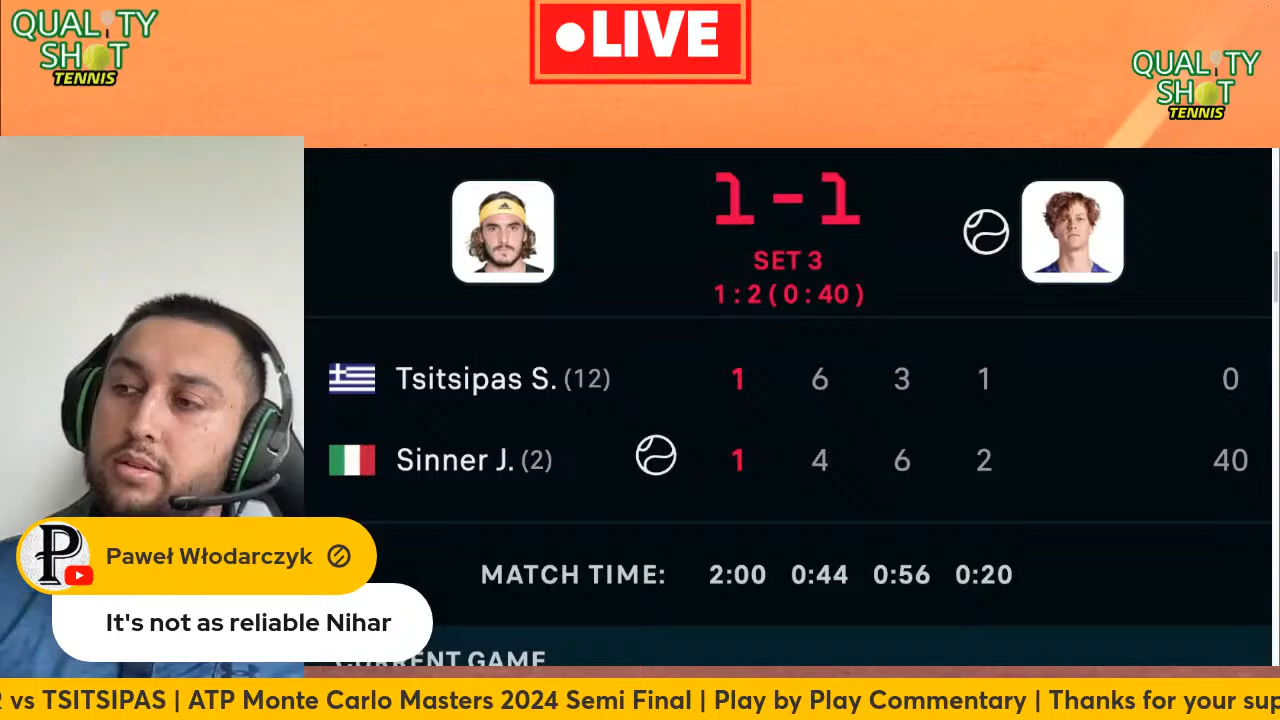 QUALITY
SHOT
TENNIS
LIVE
QUALITY
SHOT
TENNIS
1 - 1
SET 3
1 : 2 ( 0 : 40 )
Tsitsipas S. (12) 1 6 3 1 0
Sinner J. (2) 1 4 6 2 40
MATCH TIME: 2:00 0:44 0:56 0:20
P
Paweł Włodarczyk
It's not as reliable Nihar
CURRENT GAME
R vs TSITSIPAS | ATP Monte Carlo Masters 2024 Semi Final | Play by Play Commentary | Thanks for your sup